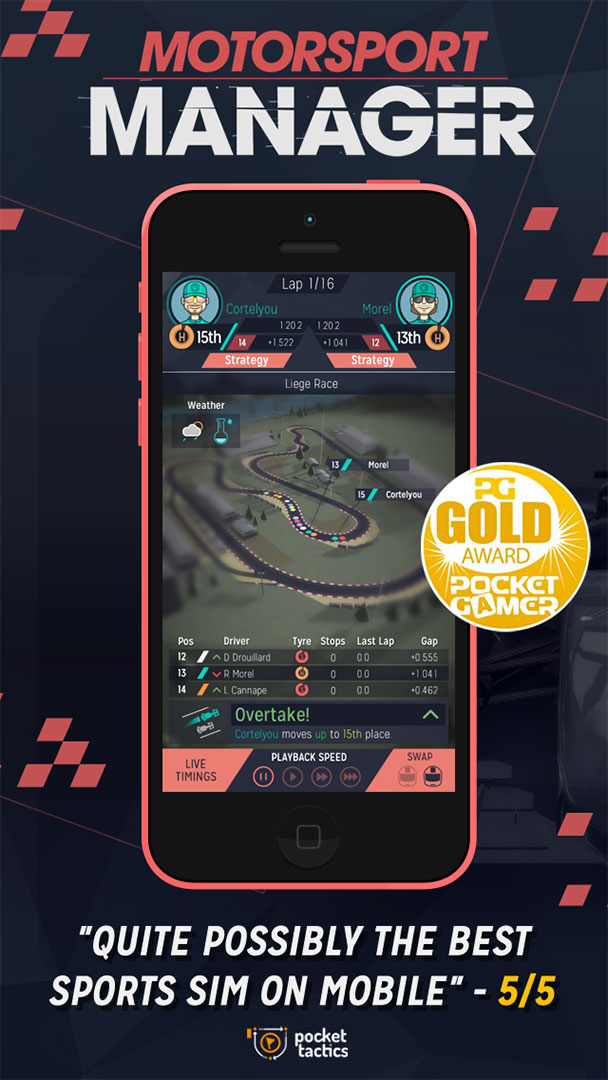 MOTORSPORT
MANAGER
Lap 1/16
Cortelyou
Morel
H 15th 14 1 20.2 +1.522
1 20.2 +1 041 12 13th H
Strategy
Strategy
Liege Race
Weather
13 Morel
15 Cortelyou
PG
GOLD
AWARD
POCKET
GAMER
Pos Driver Tyre Stops Last Lap Gap
12 D Drouillard 0 0.0 +0.555
13 R Morel 0 0.0 +1 041
14 L Cannape 0 0.0 +0.462
Overtake!
Cortelyou moves up to 15th place.
LIVE
TIMINGS
PLAYBACK SPEED
SWAP
"QUITE POSSIBLY THE BEST
SPORTS SIM ON MOBILE" - 5/5
pocket
tactics